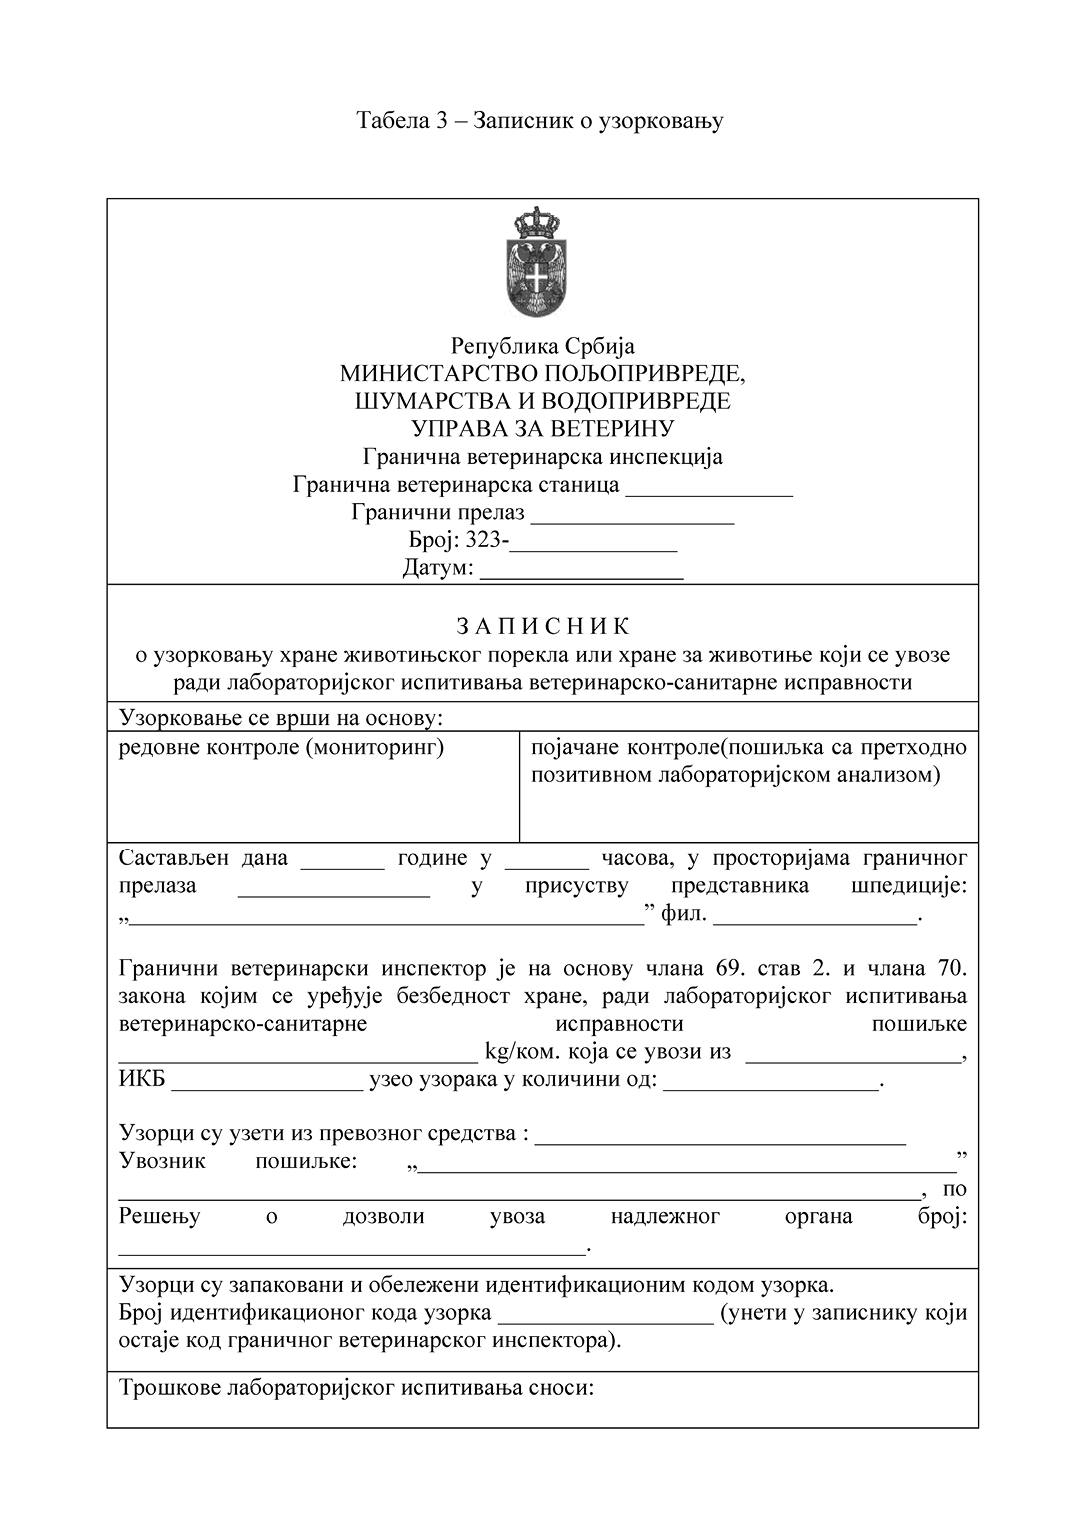 Табела 3 – Записник о узорковању
Република Србија
МИНИСТАРСТВО ПОЉОПРИВРЕДЕ,
ШУМАРСТВА И ВОДОПРИВРЕДЕ
УПРАВА ЗА ВЕТЕРИНУ
Гранична ветеринарска инспекција
Гранична ветеринарска станица ______________
Гранични прелаз _________________
Број: 323-______________
Датум: _________________
З А П И С Н И К
о узорковању хране животињског порекла или хране за животиње који се увозе
ради лабораторијског испитивања ветеринарско-санитарне исправности
Узорковање се врши на основу:
редовне контроле (мониторинг)
појачане контроле(пошиљка са претходно
позитивном лабораторијском анализом)
Састављен дана _______ године у _______ часова, у просторијама граничног
прелаза ________________ у присуству представника шпедиције:
„___________________________________________” фил. _________________.
Гранични ветеринарски инспектор је на основу члана 69. став 2. и члана 70.
закона којим се уређује безбедност хране, ради лабораторијског испитивања
ветеринарско-санитарне исправности пошиљке
______________________________ kg/ком. која се увози из __________________,
ИКБ ________________ узео узорака у количини од: __________________.
Узорци су узети из превозног средства : _______________________________
Увозник пошиљке: „_____________________________________________”
___________________________________________________________________, по
Решењу о дозволи увоза надлежног органа број:
_______________________________________.
Узорци су запаковани и обележени идентификационим кодом узорка.
Број идентификационог кода узорка __________________ (унети у записнику који
остаје код граничног ветеринарског инспектора).
Трошкове лабораторијског испитивања сноси: